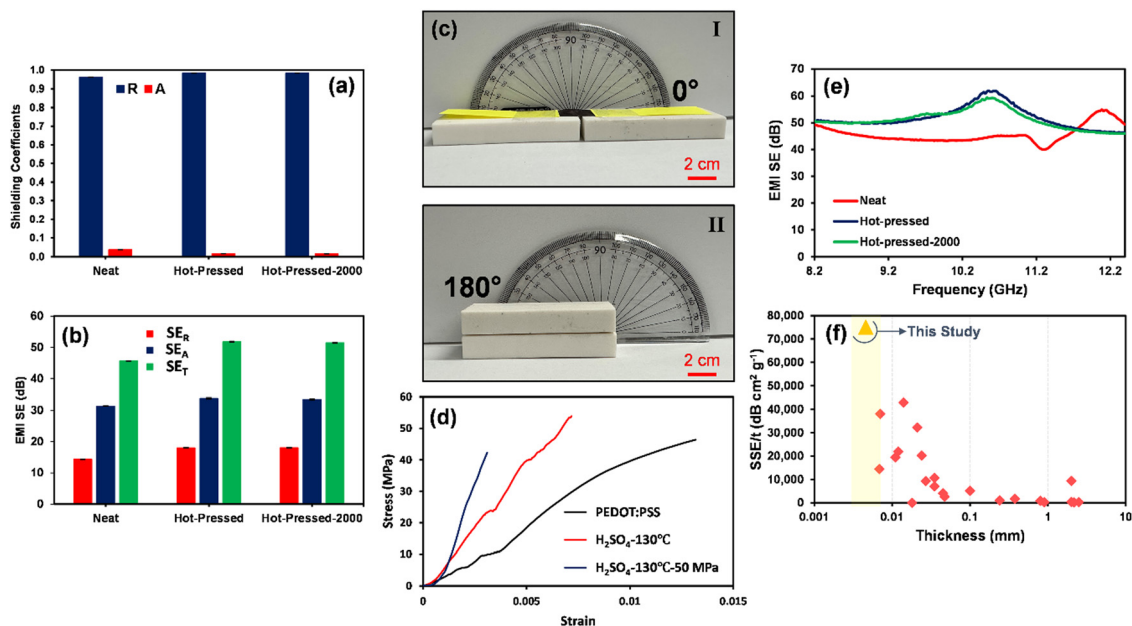 (a)
R A
Shielding Coefficients
1.0
0.9
0.8
0.7
0.6
0.5
0.4
0.3
0.2
0.1
0.0
Neat Hot-Pressed Hot-Pressed-2000
(b)
SE_R
SE_A
SE_T
EMI SE (dB)
60
50
40
30
20
10
0
Neat Hot-Pressed Hot-Pressed-2000
(c)
I
90
0°
2 cm
II
90
180°
2 cm
(d)
Stress (MPa)
60
50
40
30
20
10
0
PEDOT:PSS
H₂SO₄-130℃
H₂SO₄-130℃-50 MPa
0 0.005 0.01 0.015
Strain
(e)
EMI SE (dB)
70
60
50
40
30
20
10
0
Neat
Hot-pressed
Hot-pressed-2000
8.2 9.2 10.2 11.2 12.2
Frequency (GHz)
(f)
This Study
SSE/t (dB cm² g⁻¹)
80,000
70,000
60,000
50,000
40,000
30,000
20,000
10,000
0
0.001 0.01 0.1 1 10
Thickness (mm)